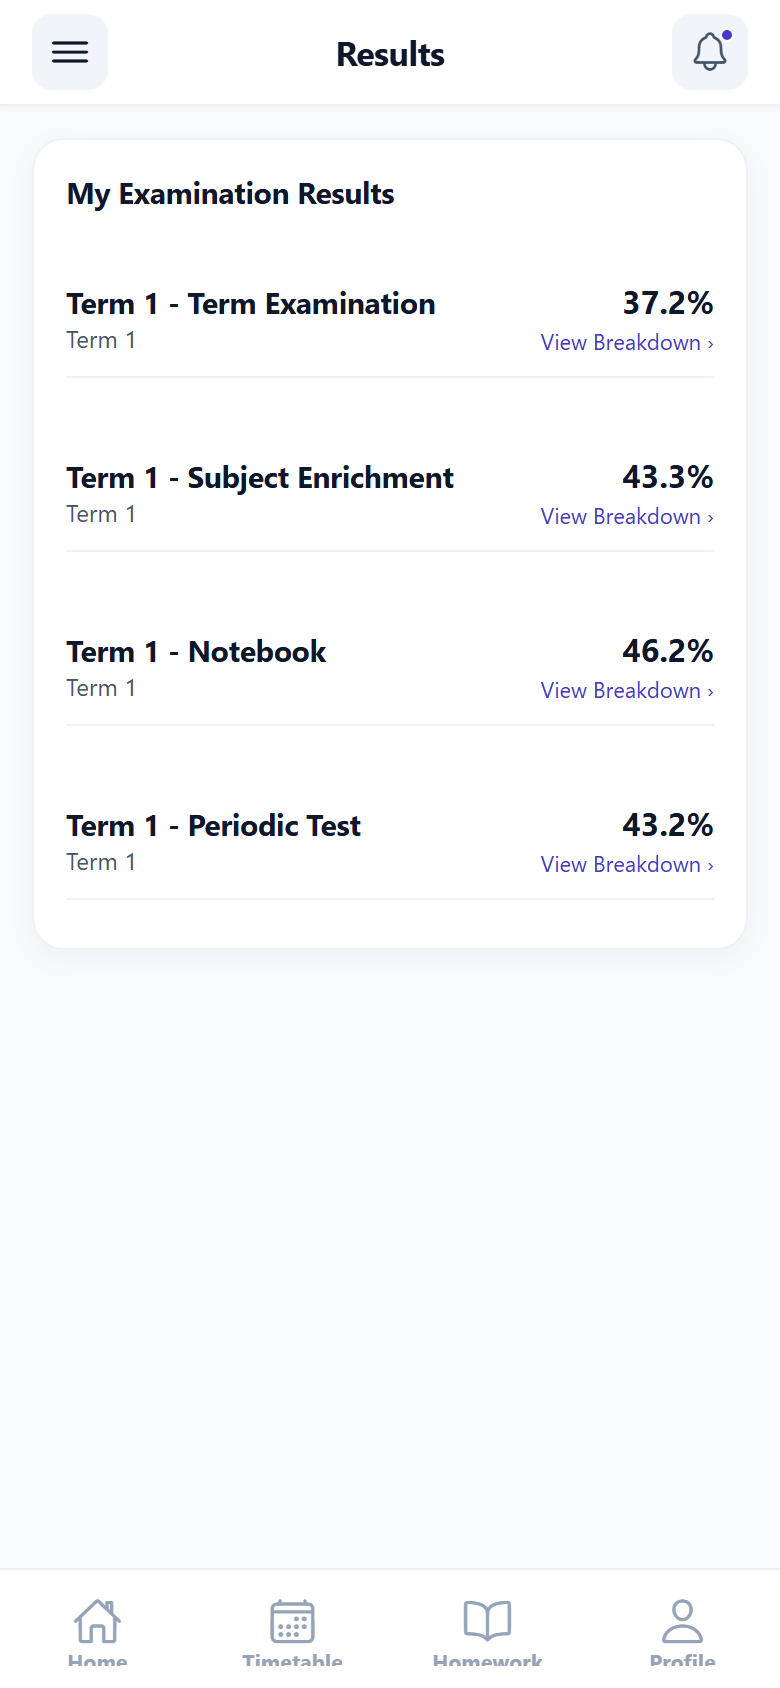 Results
My Examination Results
Term 1 - Term Examination 37.2%
Term 1 View Breakdown ›
Term 1 - Subject Enrichment 43.3%
Term 1 View Breakdown ›
Term 1 - Notebook 46.2%
Term 1 View Breakdown ›
Term 1 - Periodic Test 43.2%
Term 1 View Breakdown ›
Home Timetable Homework Profile